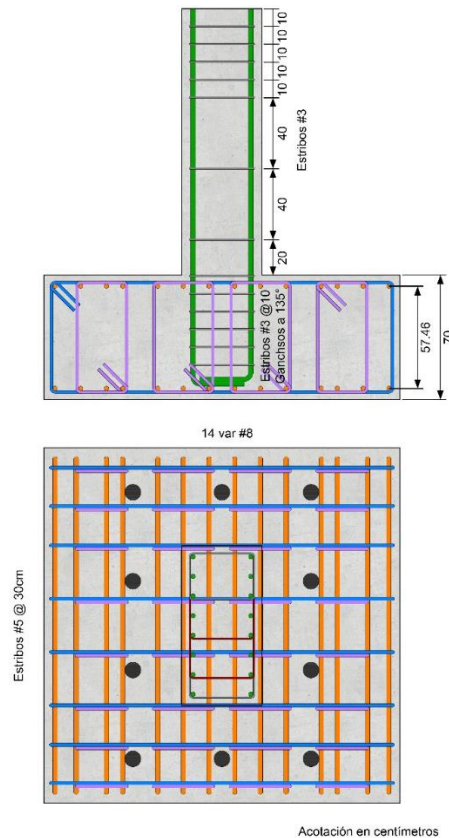 10
10
10
10
10
40
Estribos #3
40
20
Estribos #3 @10
Ganchsos a 135°
57.46
70
14 var #8
Estribos #5 @ 30cm
Acotación en centímetros